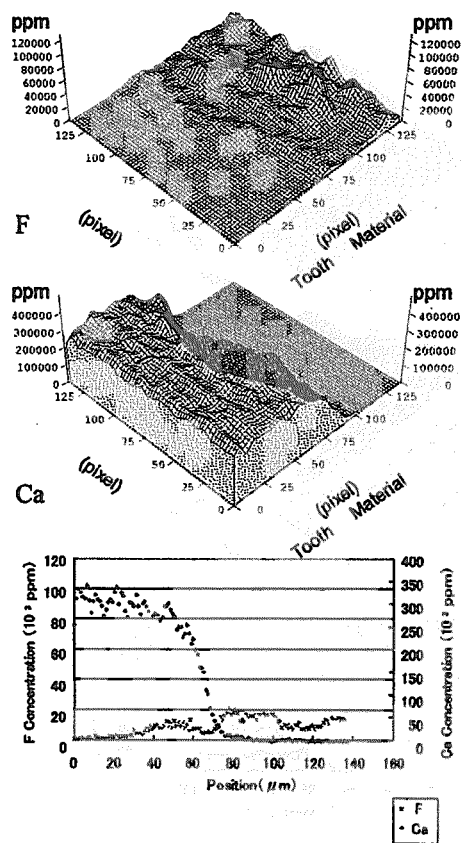 ppm ppm
120000 120000
100000 100000
80000 80000
60000 60000
40000 40000
20000 20000
0 0
125 125
100 100
75 75
50 50
25 25
0 0
F
(pixel) (pixel)
Tooth Material
ppm ppm
400000 400000
300000 300000
200000 200000
100000 100000
0 0
125 125
100 100
75 75
50 50
25 25
0 0
Ca
(pixel) (pixel)
Tooth Material
120 400
100 350
80 300
60 250
40 200
20 150
0 100
50
0
F Concentration (10³ ppm)
Ca Concentration (10³ ppm)
0 20 40 60 80 100 120 140 160
Position(μm)
F
Ca